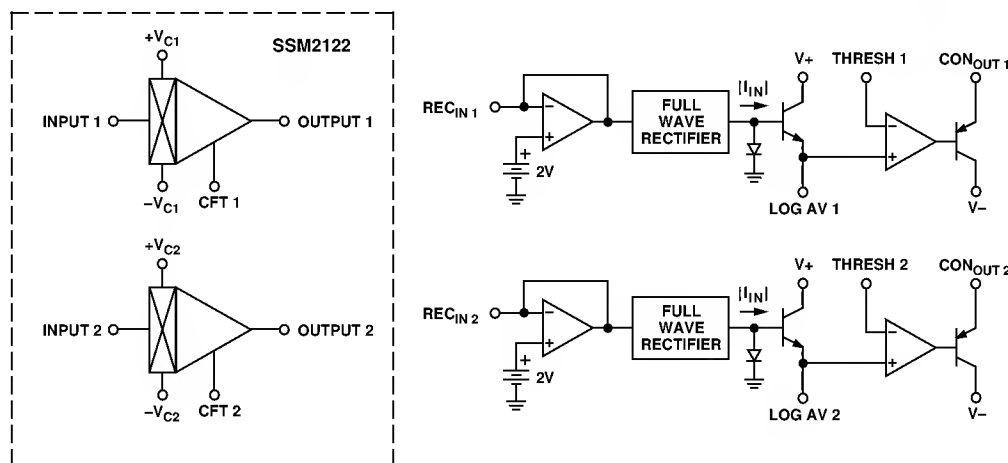 SSM2122
+VC1
INPUT 1
OUTPUT 1
–VC1
CFT 1
+VC2
INPUT 2
OUTPUT 2
–VC2
CFT 2
RECIN 1
–
+
+
2V
FULL
WAVE
RECTIFIER
|IIN|
V+
LOG AV 1
THRESH 1
–
+
CONOUT 1
V–
RECIN 2
–
+
+
2V
FULL
WAVE
RECTIFIER
|IIN|
V+
LOG AV 2
THRESH 2
–
+
CONOUT 2
V–